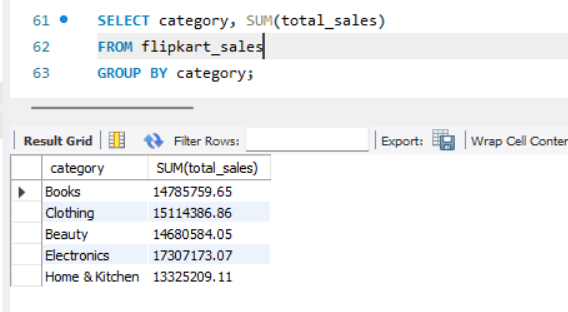 61 SELECT category, SUM(total_sales)
62 FROM flipkart_sales
63 GROUP BY category;
Result Grid Filter Rows: Export: Wrap Cell Conter
category SUM(total_sales)
Books 14785759.65
Clothing 15114386.86
Beauty 14680584.05
Electronics 17307173.07
Home & Kitchen 13325209.11